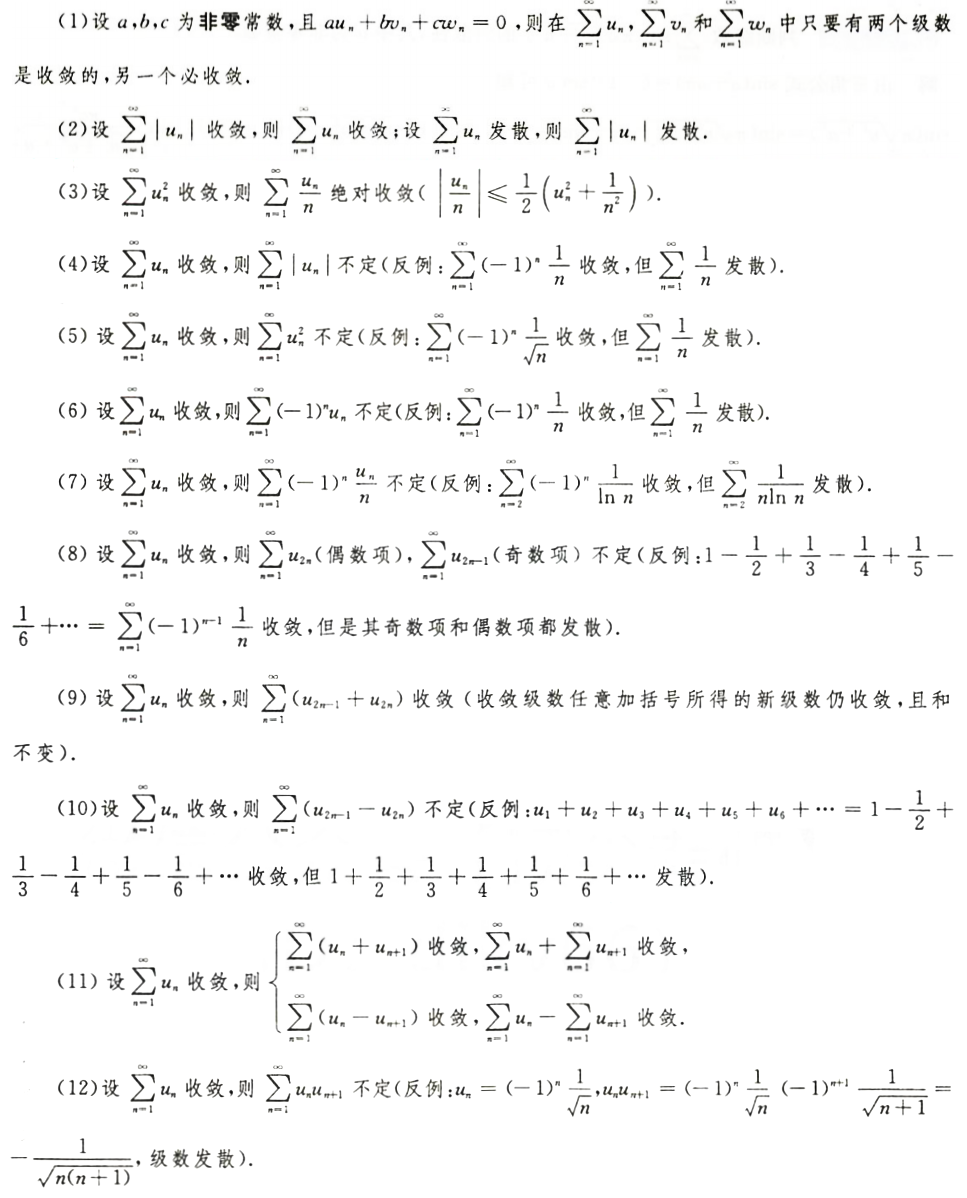 (1)设 a,b,c 为非零常数,且 $au_n+bv_n+cw_n=0$,则在 $\sum_{n=1}^{\infty}u_n$,$\sum_{n=1}^{\infty}v_n$ 和 $\sum_{n=1}^{\infty}w_n$ 中只要有两个级数
是收敛的,另一个必收敛.
(2)设 $\sum_{n=1}^{\infty}|u_n|$ 收敛,则 $\sum_{n=1}^{\infty}u_n$ 收敛;设 $\sum_{n=1}^{\infty}u_n$ 发散,则 $\sum_{n=1}^{\infty}|u_n|$ 发散.
(3)设 $\sum_{n=1}^{\infty}u_n^2$ 收敛,则 $\sum_{n=1}^{\infty}\frac{u_n}{n}$ 绝对收敛($\left|\frac{u_n}{n}\right|\leqslant\frac{1}{2}\left(u_n^2+\frac{1}{n^2}\right)$).
(4)设 $\sum_{n=1}^{\infty}u_n$ 收敛,则 $\sum_{n=1}^{\infty}|u_n|$ 不定(反例:$\sum_{n=1}^{\infty}(-1)^n\frac{1}{n}$ 收敛,但 $\sum_{n=1}^{\infty}\frac{1}{n}$ 发散).
(5)设 $\sum_{n=1}^{\infty}u_n$ 收敛,则 $\sum_{n=1}^{\infty}u_n^2$ 不定(反例:$\sum_{n=1}^{\infty}(-1)^n\frac{1}{\sqrt{n}}$ 收敛,但 $\sum_{n=1}^{\infty}\frac{1}{n}$ 发散).
(6)设 $\sum_{n=1}^{\infty}u_n$ 收敛,则 $\sum_{n=1}^{\infty}(-1)^nu_n$ 不定(反例:$\sum_{n=1}^{\infty}(-1)^n\frac{1}{n}$ 收敛,但 $\sum_{n=1}^{\infty}\frac{1}{n}$ 发散).
(7)设 $\sum_{n=1}^{\infty}u_n$ 收敛,则 $\sum_{n=1}^{\infty}(-1)^n\frac{u_n}{n}$ 不定(反例:$\sum_{n=2}^{\infty}(-1)^n\frac{1}{\ln n}$ 收敛,但 $\sum_{n=2}^{\infty}\frac{1}{n\ln n}$ 发散).
(8)设 $\sum_{n=1}^{\infty}u_n$ 收敛,则 $\sum_{n=1}^{\infty}u_{2n}$(偶数项),$\sum_{n=1}^{\infty}u_{2n-1}$(奇数项)不定(反例:$1-\frac{1}{2}+\frac{1}{3}-\frac{1}{4}+\frac{1}{5}-$
$\frac{1}{6}+\cdots=\sum_{n=1}^{\infty}(-1)^{n-1}\frac{1}{n}$ 收敛,但是其奇数项和偶数项都发散).
(9)设 $\sum_{n=1}^{\infty}u_n$ 收敛,则 $\sum_{n=1}^{\infty}(u_{2n-1}+u_{2n})$ 收敛(收敛级数任意加括号所得的新级数仍收敛,且和
不变).
(10)设 $\sum_{n=1}^{\infty}u_n$ 收敛,则 $\sum_{n=1}^{\infty}(u_{2n-1}-u_{2n})$ 不定(反例:$u_1+u_2+u_3+u_4+u_5+u_6+\cdots=1-\frac{1}{2}+$
$\frac{1}{3}-\frac{1}{4}+\frac{1}{5}-\frac{1}{6}+\cdots$ 收敛,但 $1+\frac{1}{2}+\frac{1}{3}+\frac{1}{4}+\frac{1}{5}+\frac{1}{6}+\cdots$ 发散).
(11)设 $\sum_{n=1}^{\infty}u_n$ 收敛,则 $\begin{cases}\sum_{n=1}^{\infty}(u_n+u_{n+1})\text{ 收敛},\sum_{n=1}^{\infty}u_n+\sum_{n=1}^{\infty}u_{n+1}\text{ 收敛},\\ \sum_{n=1}^{\infty}(u_n-u_{n+1})\text{ 收敛},\sum_{n=1}^{\infty}u_n-\sum_{n=1}^{\infty}u_{n+1}\text{ 收敛}.\end{cases}$
(12)设 $\sum_{n=1}^{\infty}u_n$ 收敛,则 $\sum_{n=1}^{\infty}u_nu_{n+1}$ 不定(反例:$u_n=(-1)^n\frac{1}{\sqrt{n}}$,$u_nu_{n+1}=(-1)^n\frac{1}{\sqrt{n}}(-1)^{n+1}\frac{1}{\sqrt{n+1}}=$
$-\frac{1}{\sqrt{n(n+1)}}$,级数发散).